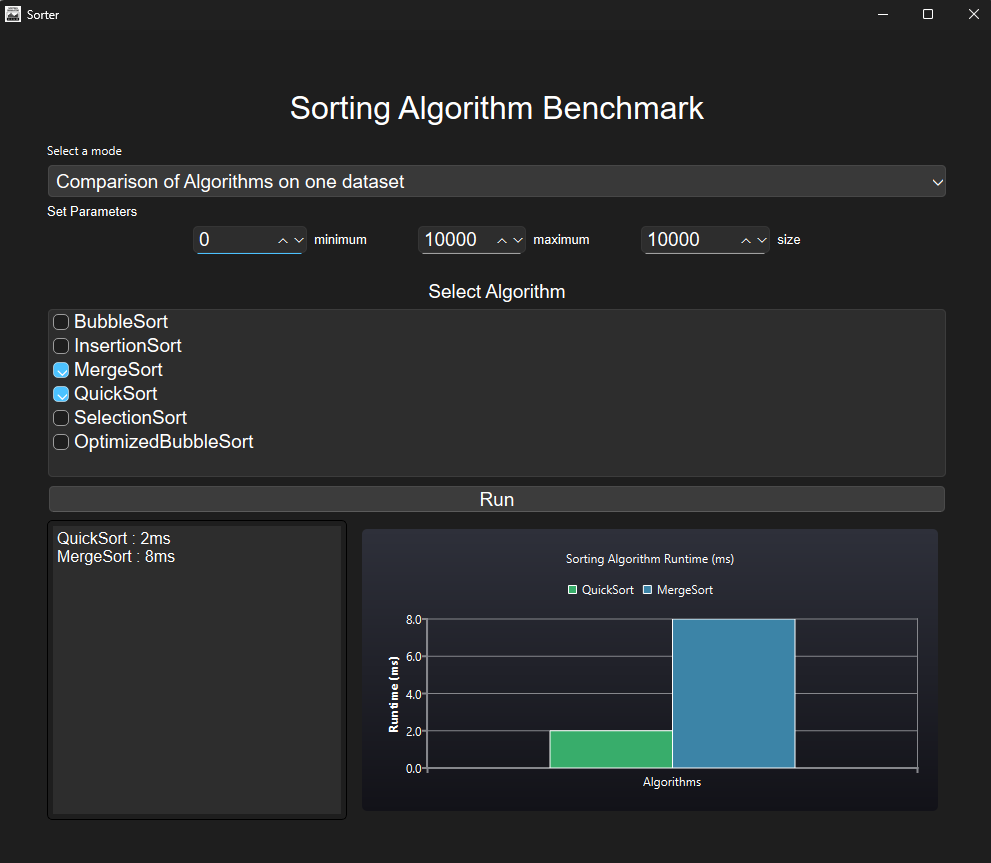 Sorter
Sorting Algorithm Benchmark
Select a mode
Comparison of Algorithms on one dataset
Set Parameters
0 minimum 10000 maximum 10000 size
Select Algorithm
BubbleSort
InsertionSort
MergeSort
QuickSort
SelectionSort
OptimizedBubbleSort
Run
QuickSort : 2ms
MergeSort : 8ms
Sorting Algorithm Runtime (ms)
QuickSort MergeSort
8.0
6.0
4.0
2.0
0.0
Runtime (ms)
Algorithms